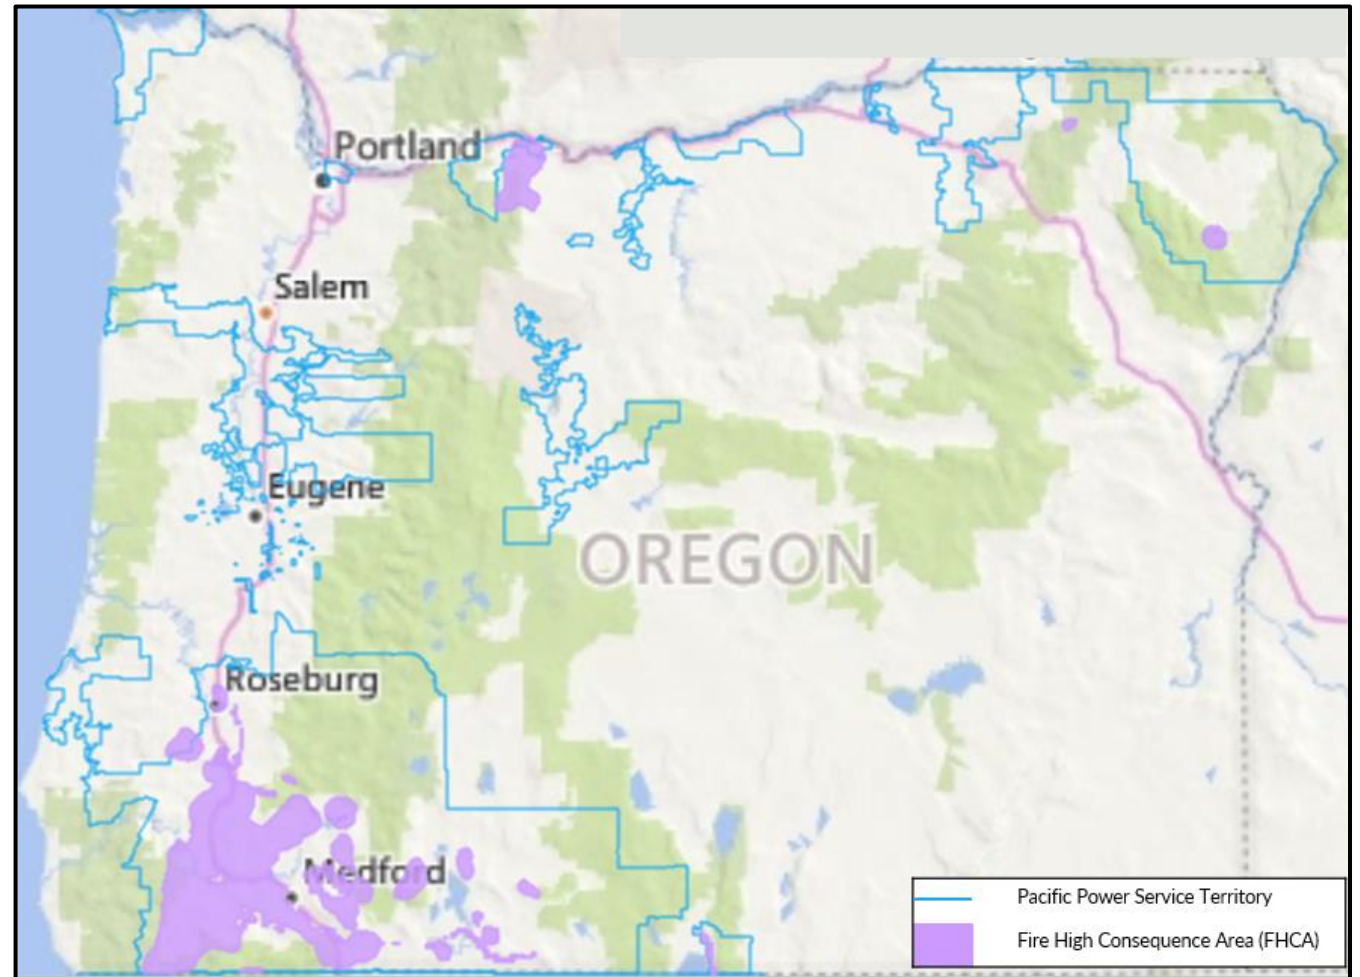 Portland
Salem
Eugene
OREGON
Roseburg
Medford
Pacific Power Service Territory
Fire High Consequence Area (FHCA)